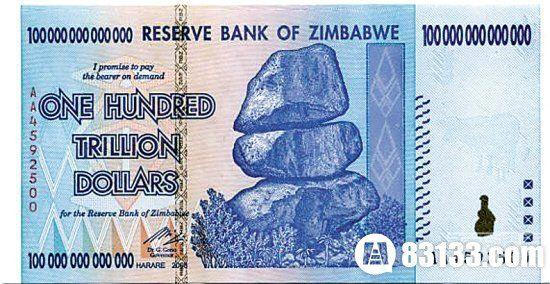 100 000 000 000 000
RESERVE BANK OF ZIMBABWE
100 000 000 000 000
I promise to pay
the bearer on demand
AA4592500
ONE HUNDRED
TRILLION
DOLLARS
for the Reserve Bank of Zimbabwe
Dr. G. Gono
Governor
100 000 000 000 000
HARARE
83133.com